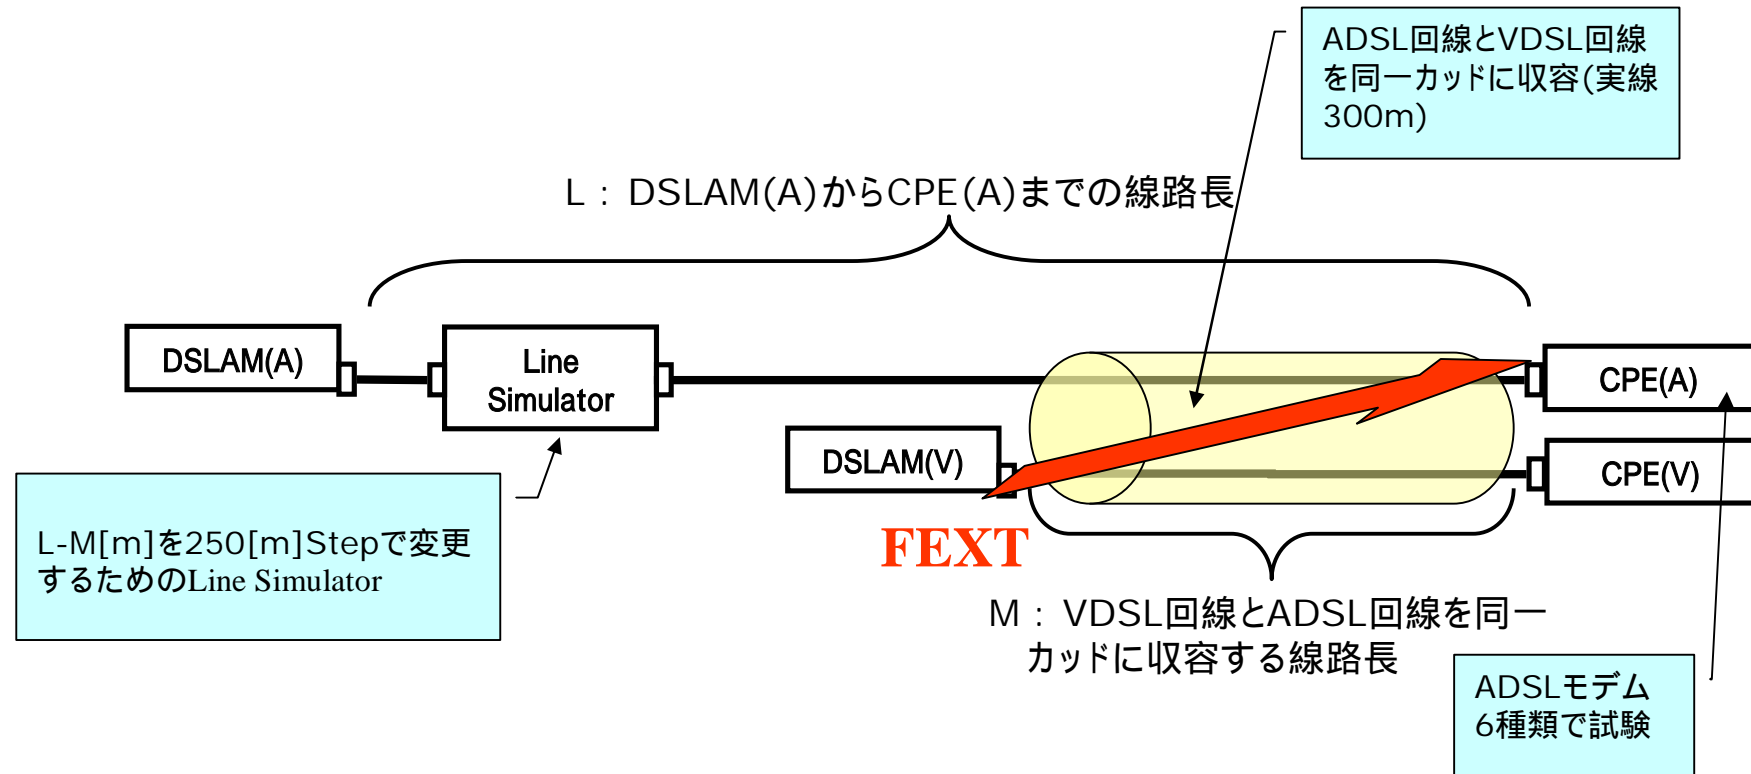 ADSL回線とVDSL回線
を同一カッドに収容(実線
300m)
L : DSLAM(A)からCPE(A)までの線路長
DSLAM(A)
Line
Simulator
CPE(A)
DSLAM(V)
CPE(V)
L-M[m]を250[m]Stepで変更
するためのLine Simulator
FEXT
M : VDSL回線とADSL回線を同一
カッドに収容する線路長
ADSLモデム
6種類で試験